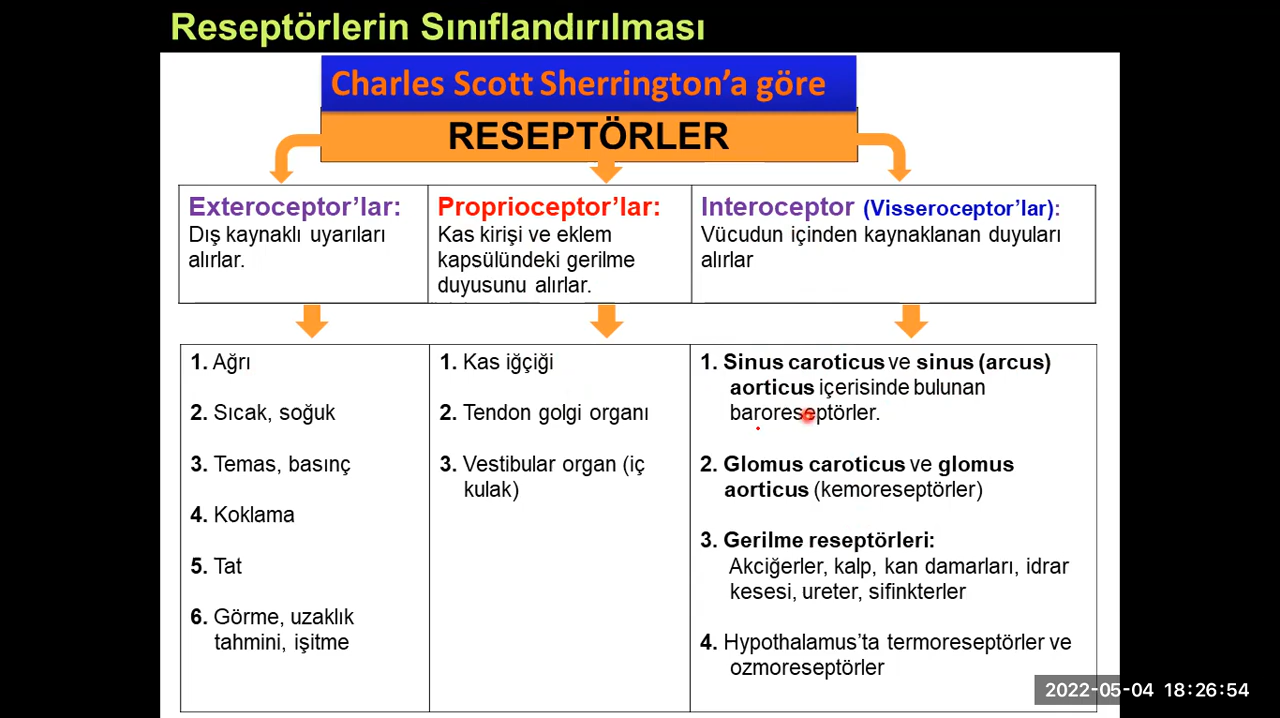 Reseptörlerin Sınıflandırılması
Charles Scott Sherrington’a göre
RESEPTÖRLER
Exteroceptor’lar:
Dış kaynaklı uyarıları
alırlar.
Proprioceptor’lar:
Kas kirişi ve eklem
kapsülündeki gerilme
duyusunu alırlar.
Interoceptor (Visseroceptor’lar):
Vücudun içinden kaynaklanan duyuları
alırlar
1. Ağrı
2. Sıcak, soğuk
3. Temas, basınç
4. Koklama
5. Tat
6. Görme, uzaklık
tahmini, işitme
1. Kas iğçiği
2. Tendon golgi organı
3. Vestibular organ (iç
kulak)
1. Sinus caroticus ve sinus (arcus)
aorticus içerisinde bulunan
baroreseptörler.
2. Glomus caroticus ve glomus
aorticus (kemoreseptörler)
3. Gerilme reseptörleri:
Akciğerler, kalp, kan damarları, idrar
kesesi, ureter, sifinkterler
4. Hypothalamus’ta termoreseptörler ve
ozmoreseptörler
2022-05-04 18:26:54